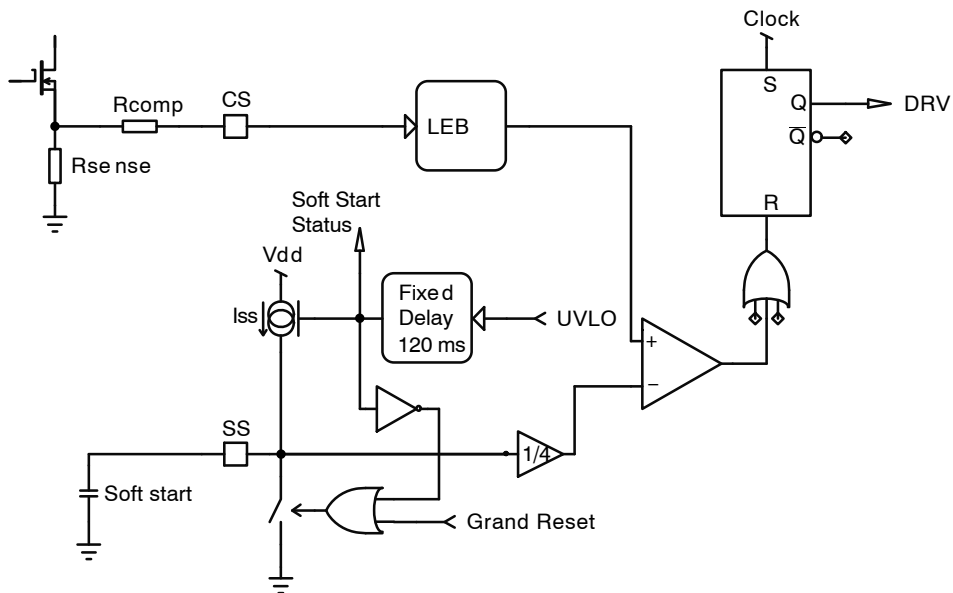 Clock
S
Q
DRV
Q
R
Rcomp
CS
LEB
Rse nse
Soft Start
Status
Vdd
Iss
Fixed
Delay
120 ms
UVLO
+
−
SS
1/4
Soft start
Grand Reset